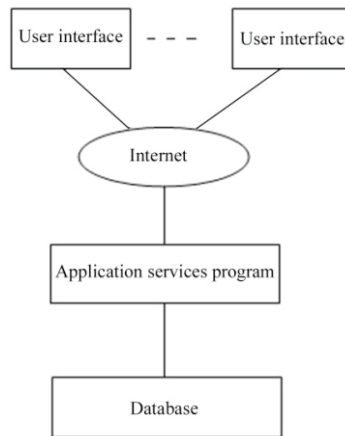 User interface
User interface
Internet
Application services program
Database